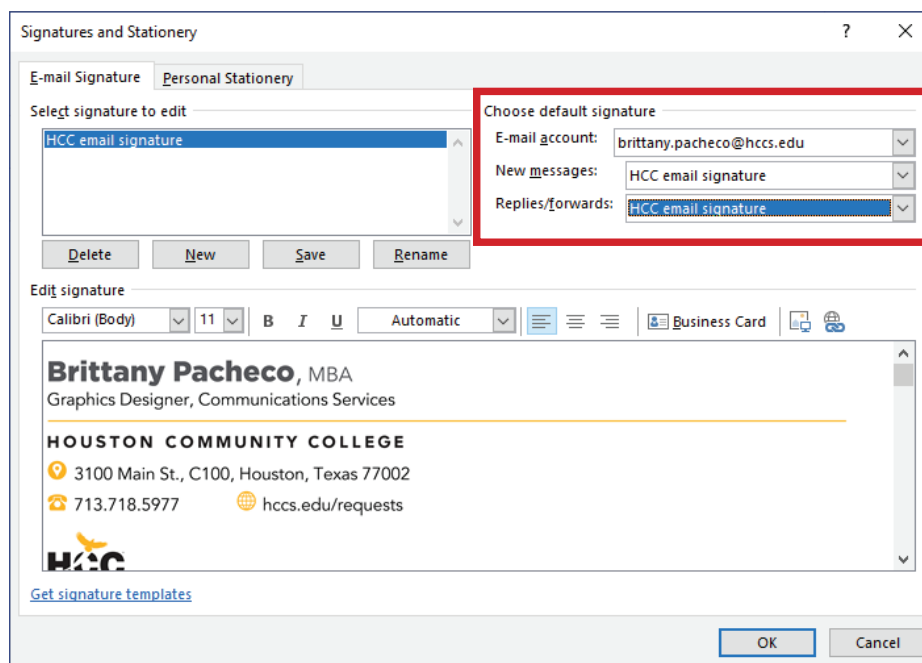 Signatures and Stationery
?
E-mail Signature
Personal Stationery
Select signature to edit
HCC email signature
Delete
New
Save
Rename
Choose default signature
E-mail account: brittany.pacheco@hccs.edu
New messages: HCC email signature
Replies/forwards: HCC email signature
Edit signature
Calibri (Body) 11 B I U Automatic Business Card
Brittany Pacheco, MBA
Graphics Designer, Communications Services
HOUSTON COMMUNITY COLLEGE
3100 Main St., C100, Houston, Texas 77002
713.718.5977 hccs.edu/requests
HCC
Get signature templates
OK Cancel